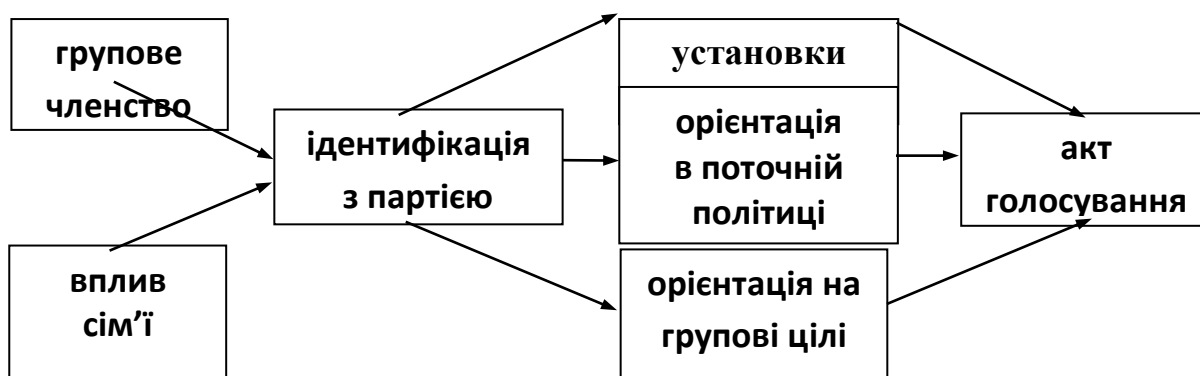 групове
членство
вплив
сім’ї
ідентифікація
з партією
установки
орієнтація
в поточній
політиці
орієнтація на
групові цілі
акт
голосування